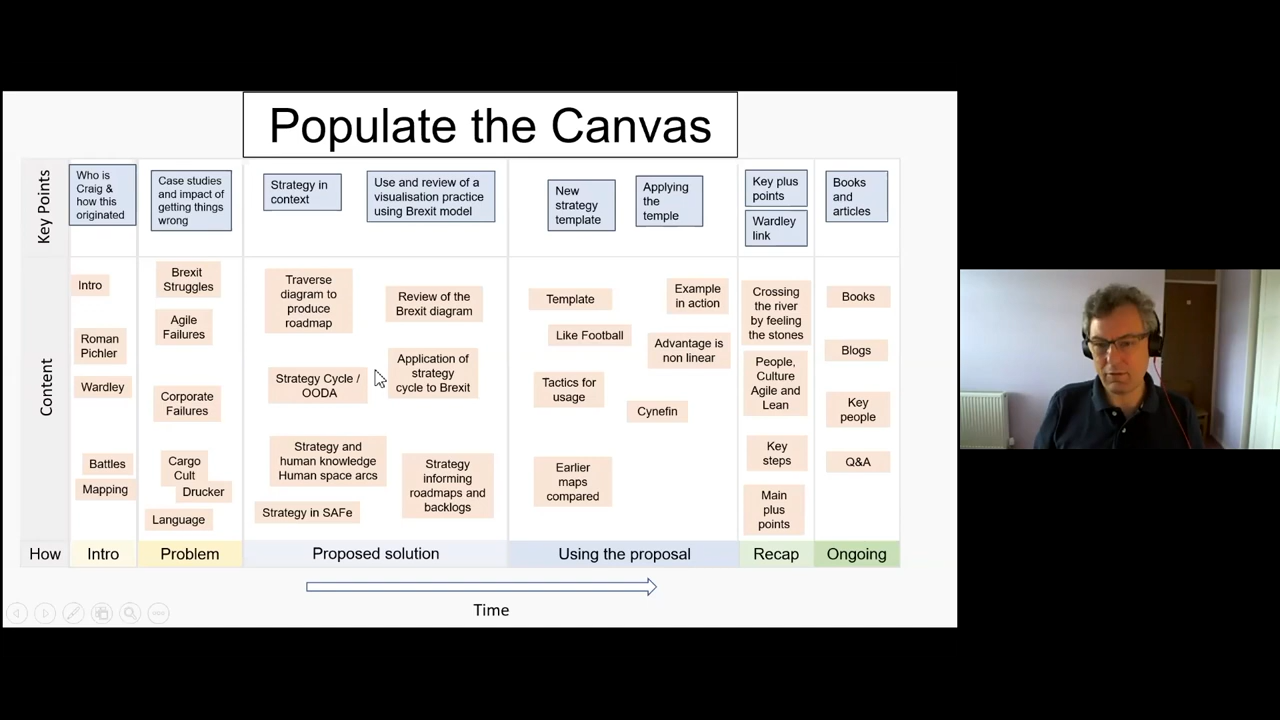 Populate the Canvas
Key Points
Who is
Craig &
how this
originated
Case studies
and impact of
getting things
wrong
Strategy in
context
Use and review of a
visualisation practice
using Brexit model
New
strategy
template
Applying
the
temple
Key plus
points
Wardley
link
Books
and
articles
Content
Intro
Roman
Pichler
Wardley
Battles
Mapping
Brexit
Struggles
Agile
Failures
Corporate
Failures
Cargo
Cult
Drucker
Language
Traverse
diagram to
produce
roadmap
Strategy Cycle /
OODA
Strategy and
human knowledge
Human space arcs
Strategy in SAFe
Review of the
Brexit diagram
Application of
strategy
cycle to Brexit
Strategy
informing
roadmaps and
backlogs
Template
Like Football
Tactics for
usage
Earlier
maps
compared
Example
in action
Advantage is
non linear
Cynefin
Crossing
the river
by feeling
the stones
People,
Culture
Agile and
Lean
Key
steps
Main
plus
points
Books
Blogs
Key
people
Q&A
How
Intro
Problem
Proposed solution
Using the proposal
Recap
Ongoing
Time